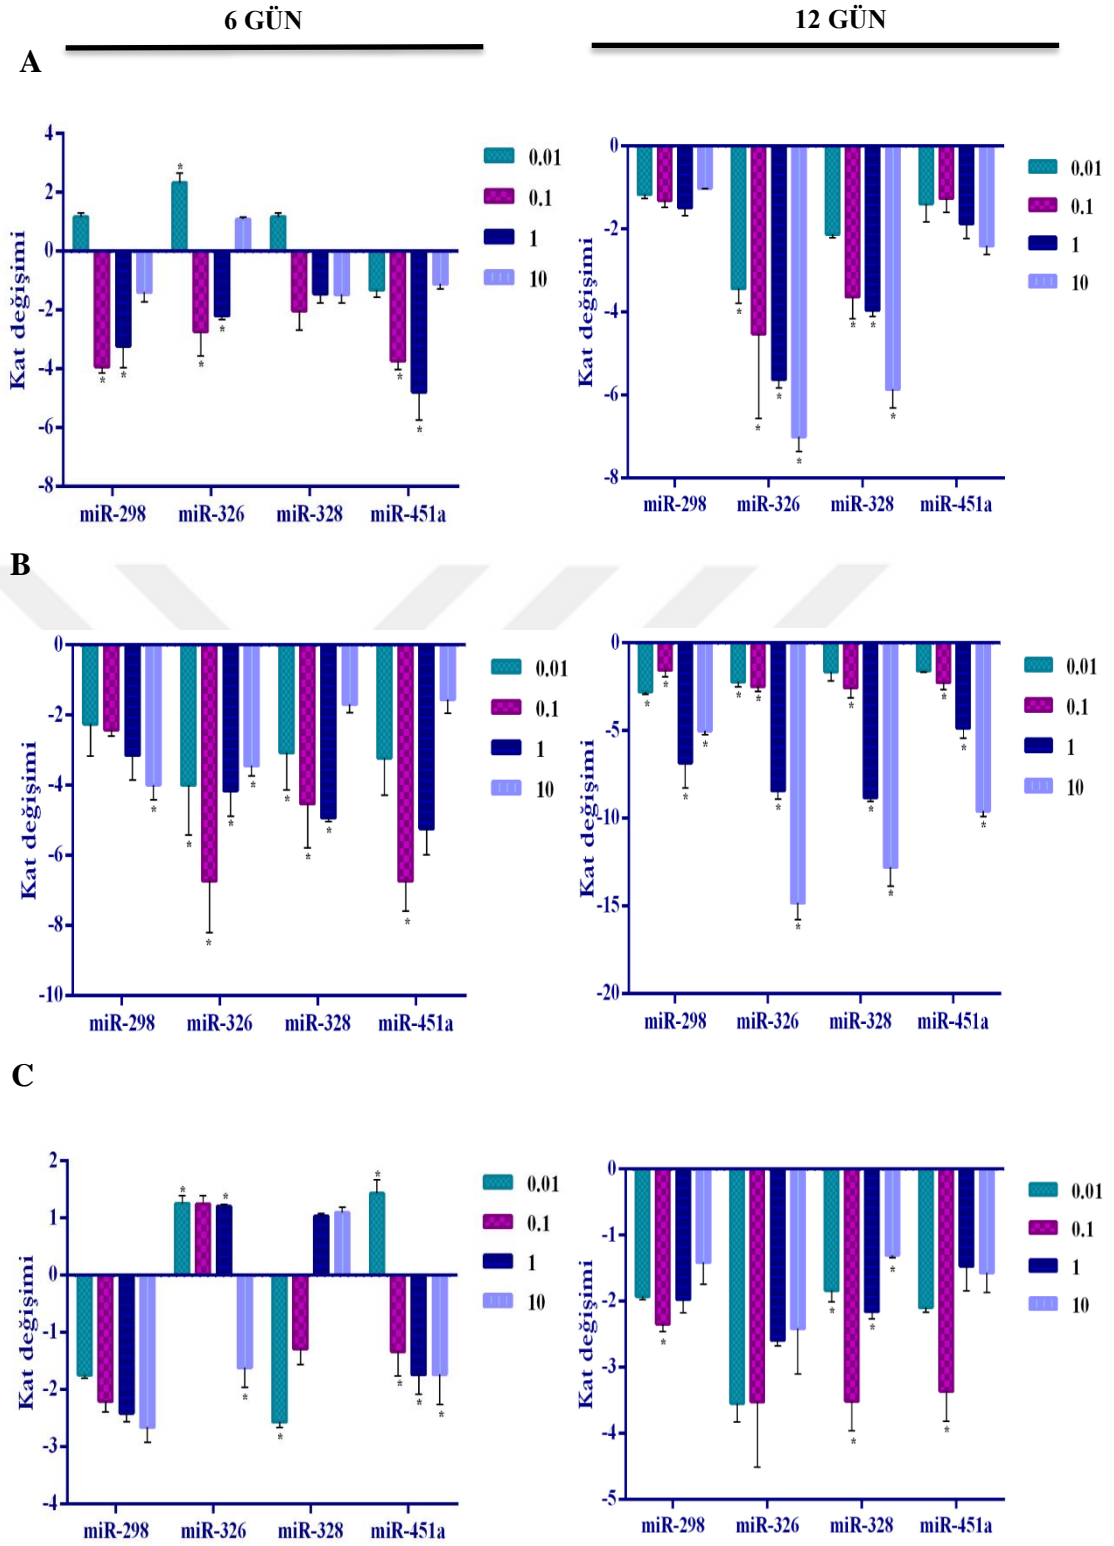 6 GÜN
12 GÜN
A
4
2
0
-2
-4
-6
-8
Kat değişimi
* * * * * * *
miR-298 miR-326 miR-328 miR-451a
0.01
0.1
1
10
0
-2
-4
-6
-8
Kat değişimi
* * * * * * *
miR-298 miR-326 miR-328 miR-451a
0.01
0.1
1
10
B
0
-2
-4
-6
-8
-10
Kat değişimi
* * * * * * * * *
miR-298 miR-326 miR-328 miR-451a
0.01
0.1
1
10
0
-5
-10
-15
-20
Kat değişimi
* * * * * * * * * * * * * *
miR-298 miR-326 miR-328 miR-451a
0.01
0.1
1
10
C
2
1
0
-1
-2
-3
-4
Kat değişimi
* * * * * * * *
miR-298 miR-326 miR-328 miR-451a
0.01
0.1
1
10
0
-1
-2
-3
-4
-5
Kat değişimi
* * * * * *
miR-298 miR-326 miR-328 miR-451a
0.01
0.1
1
10